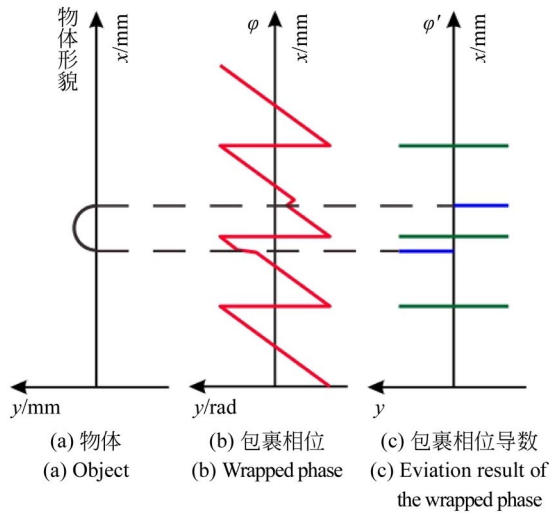 物体形貌
x/mm
φ
x/mm
φ′
x/mm
y/mm
y/rad
y
(a) 物体
(b) 包裹相位
(c) 包裹相位导数
(a) Object
(b) Wrapped phase
(c) Eviation result of
the wrapped phase